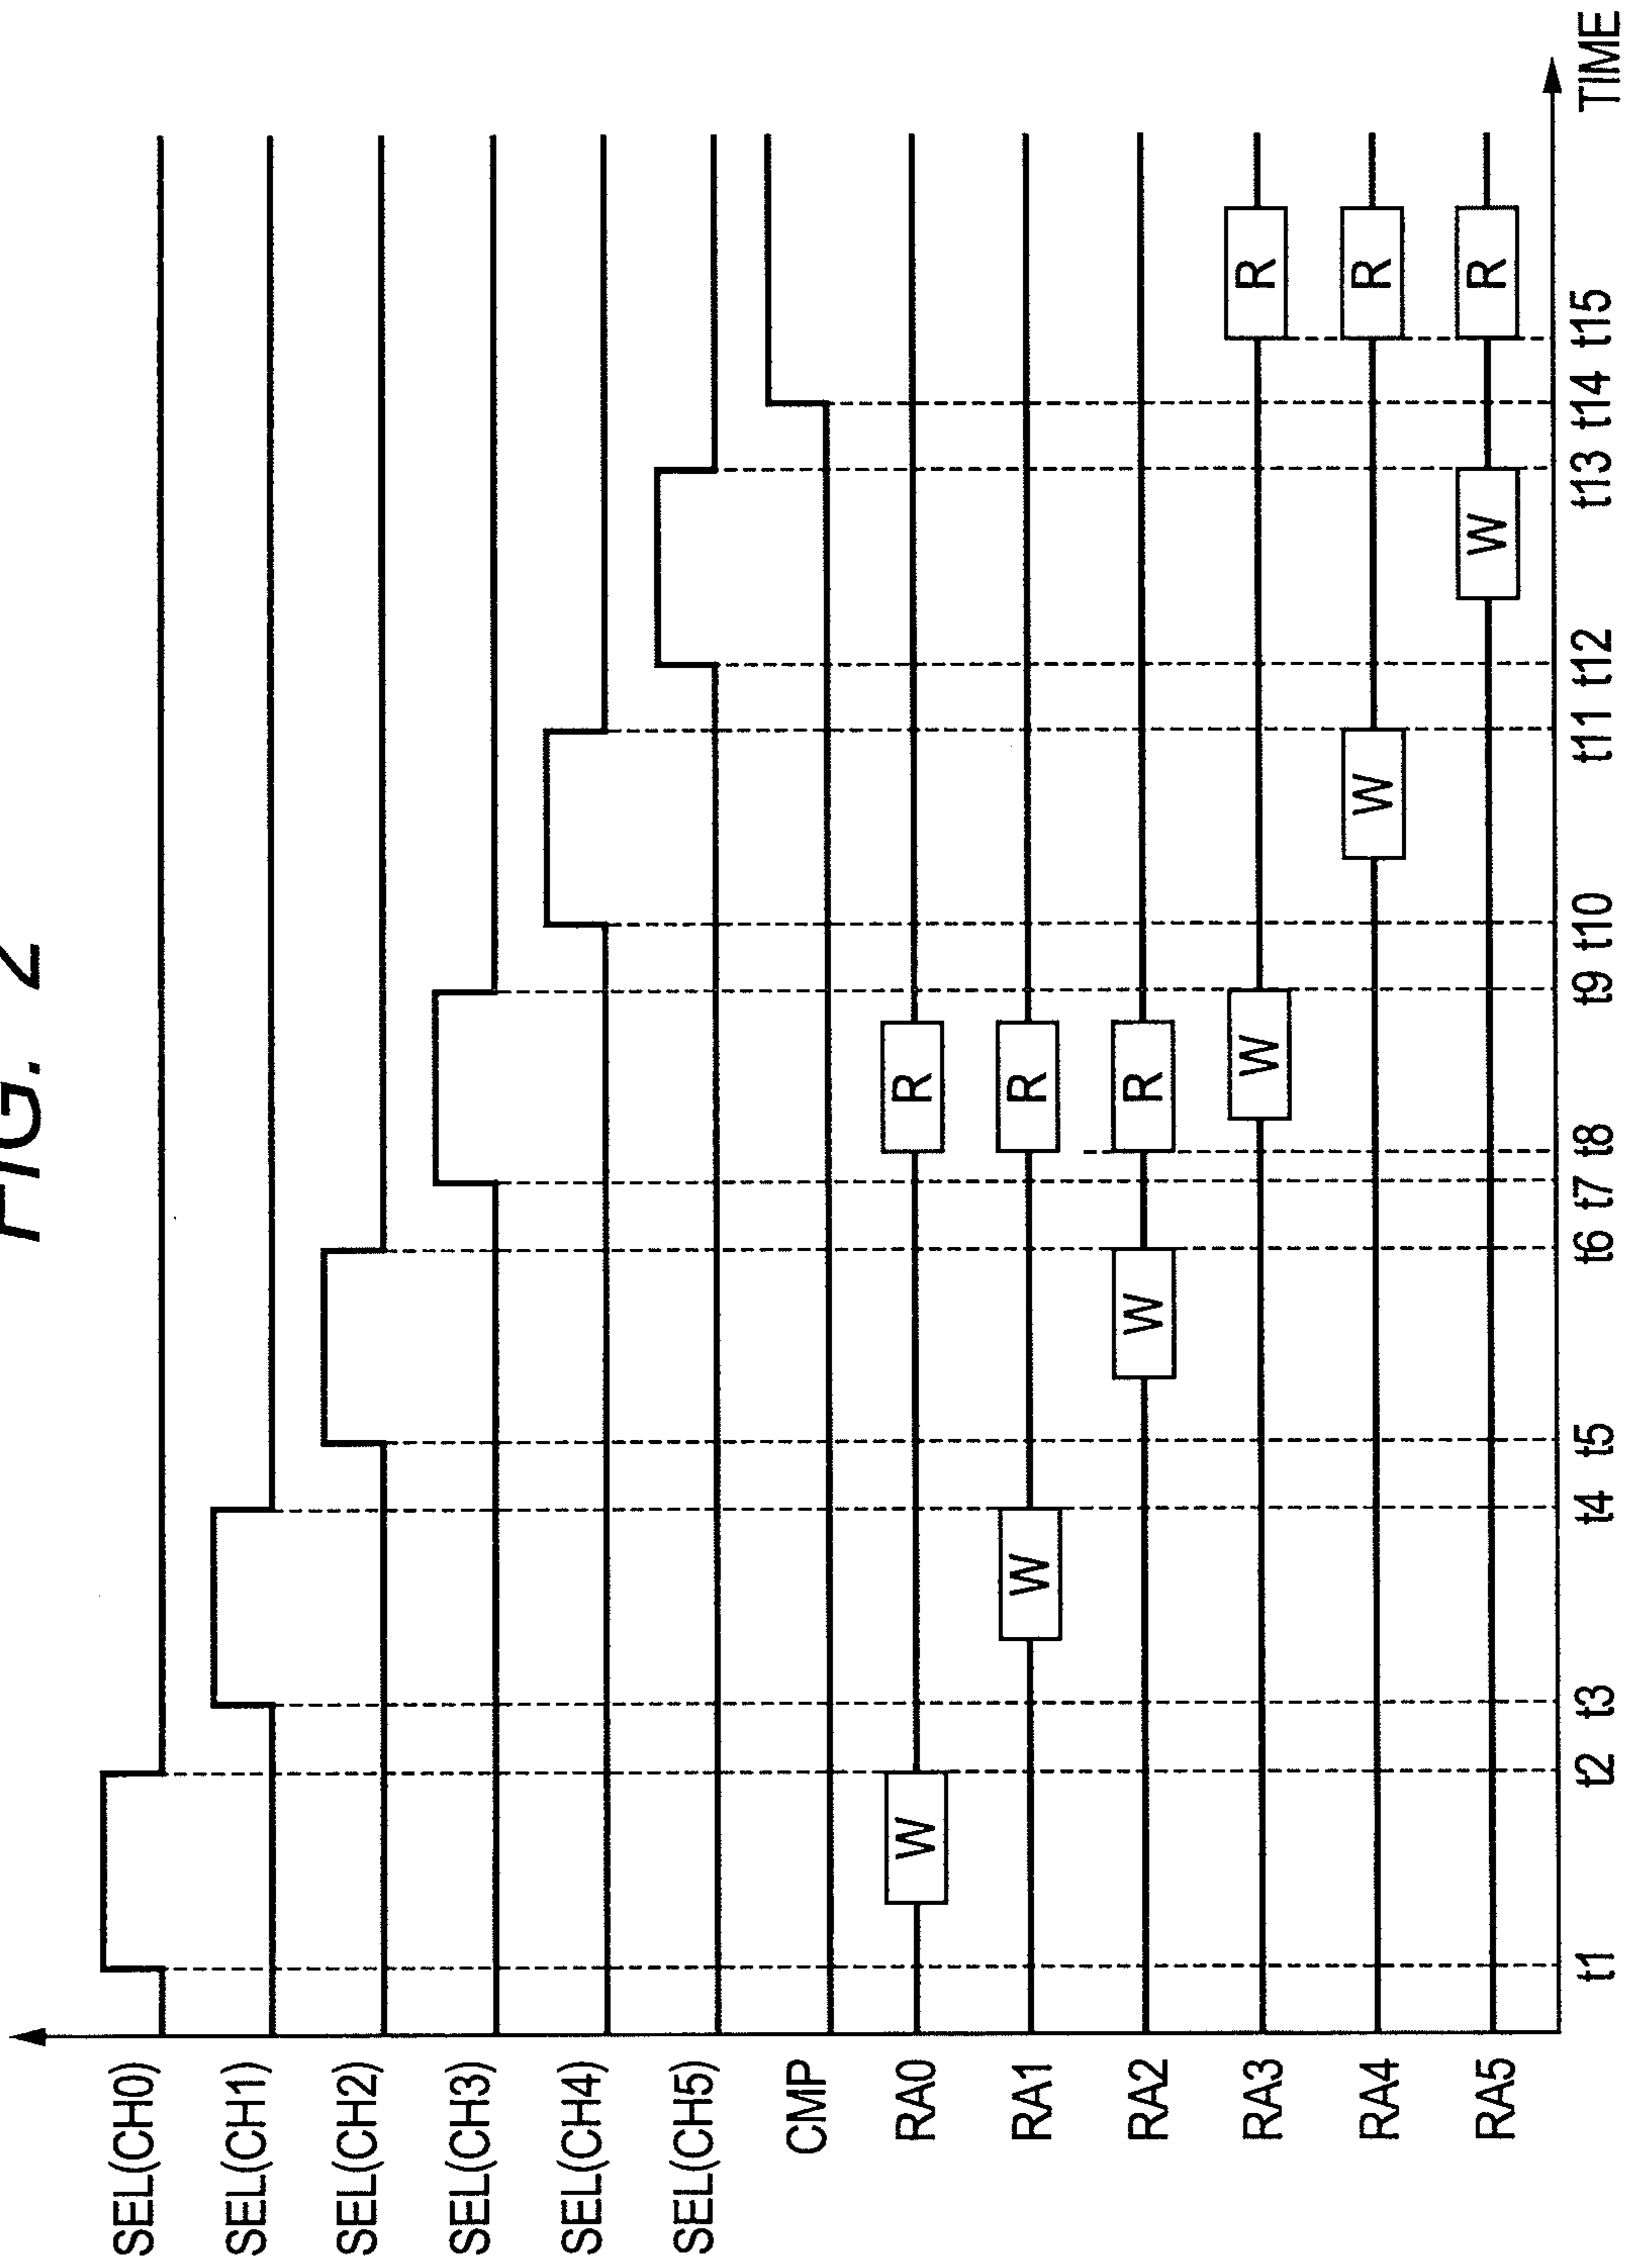 FIG. 2
SEL(CH0)
SEL(CH1)
SEL(CH2)
SEL(CH3)
SEL(CH4)
SEL(CH5)
CMP
RA0 W R
RA1 W R
RA2 W R
RA3 W R
RA4 W R
RA5 W R
t1 t2 t3 t4 t5 t6 t7 t8 t9 t10 t11 t12 t13 t14 t15 TIME